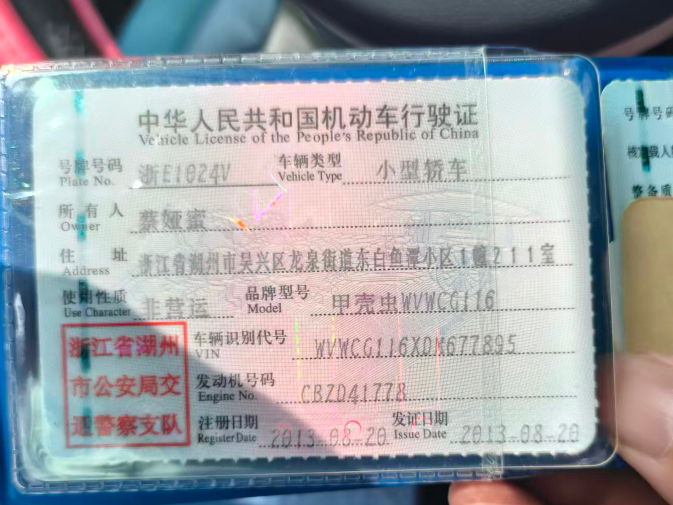 中华人民共和国机动车行驶证
Vehicle License of the People's Republic of China
号牌号码 浙E1024V 车辆类型 小型轿车
Plate No. Vehicle Type
所有人 蔡娅蜜
Owner
住址 浙江省湖州市吴兴区龙泉街道东白鱼潭小区1幢211室
Address
使用性质 非营运 品牌型号 甲壳虫WVWCG116
Use Character Model
浙江省湖州
市公安局交
通警察支队
车辆识别代号 WVWCG116XDM677895
VIN
发动机号码 CBZD41778
Engine No.
注册日期 2013-08-20 发证日期 2013-08-20
Register Date Issue Date
号牌号码